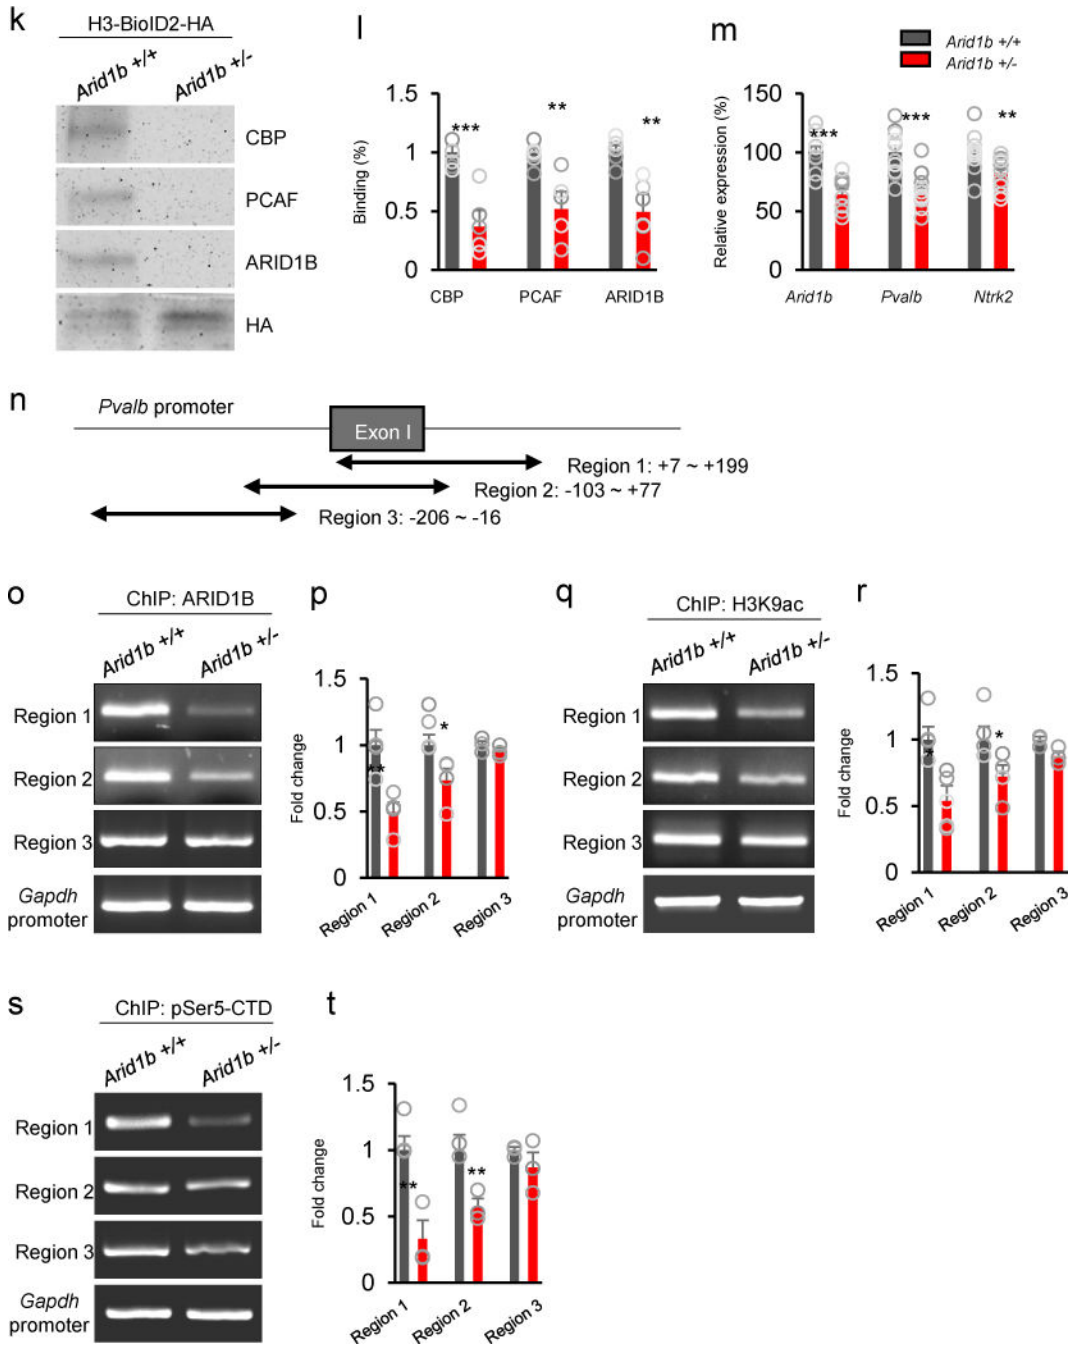 k
H3-BioID2-HA
Arid1b +/+
Arid1b +/-
CBP
PCAF
ARID1B
HA
l
1.5
1
0.5
0
Binding (%)
***
**
**
CBP
PCAF
ARID1B
m
Arid1b +/+
Arid1b +/-
150
100
50
0
Relative expression (%)
***
***
**
Arid1b
Pvalb
Ntrk2
n
Pvalb promoter
Exon I
Region 1: +7 ~ +199
Region 2: -103 ~ +77
Region 3: -206 ~ -16
o
ChIP: ARID1B
Arid1b +/+
Arid1b +/-
Region 1
Region 2
Region 3
Gapdh
promoter
p
1.5
1
0.5
0
Fold change
**
*
Region 1
Region 2
Region 3
q
ChIP: H3K9ac
Arid1b +/+
Arid1b +/-
Region 1
Region 2
Region 3
Gapdh
promoter
r
1.5
1
0.5
0
Fold change
*
*
Region 1
Region 2
Region 3
s
ChIP: pSer5-CTD
Arid1b +/+
Arid1b +/-
Region 1
Region 2
Region 3
Gapdh
promoter
t
1.5
1
0.5
0
Fold change
**
**
Region 1
Region 2
Region 3